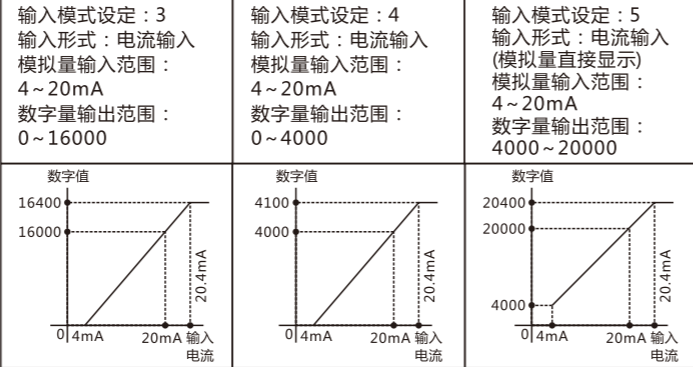 输入模式设定：3
输入形式：电流输入
模拟量输入范围：
4~20mA
数字量输出范围：
0~16000
输入模式设定：4
输入形式：电流输入
模拟量输入范围：
4~20mA
数字量输出范围：
0~4000
输入模式设定：5
输入形式：电流输入
(模拟量直接显示)
模拟量输入范围：
4~20mA
数字量输出范围：
4000~20000
数字值
16400
16000
20.4mA
0 4mA 20mA 输入
电流
数字值
4100
4000
20.4mA
0 4mA 20mA 输入
电流
数字值
20400
20000
4000
20.4mA
0 4mA 20mA 输入
电流